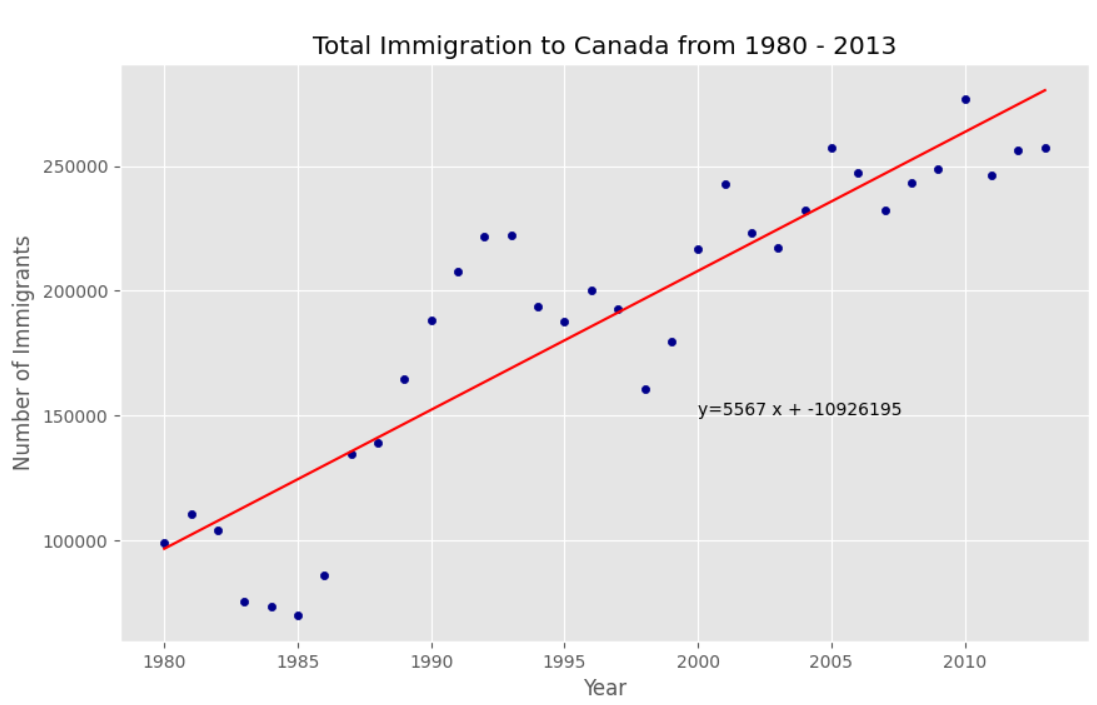 Total Immigration to Canada from 1980 - 2013
Number of Immigrants
250000
200000
150000
100000
y=5567 x + -10926195
1980 1985 1990 1995 2000 2005 2010
Year